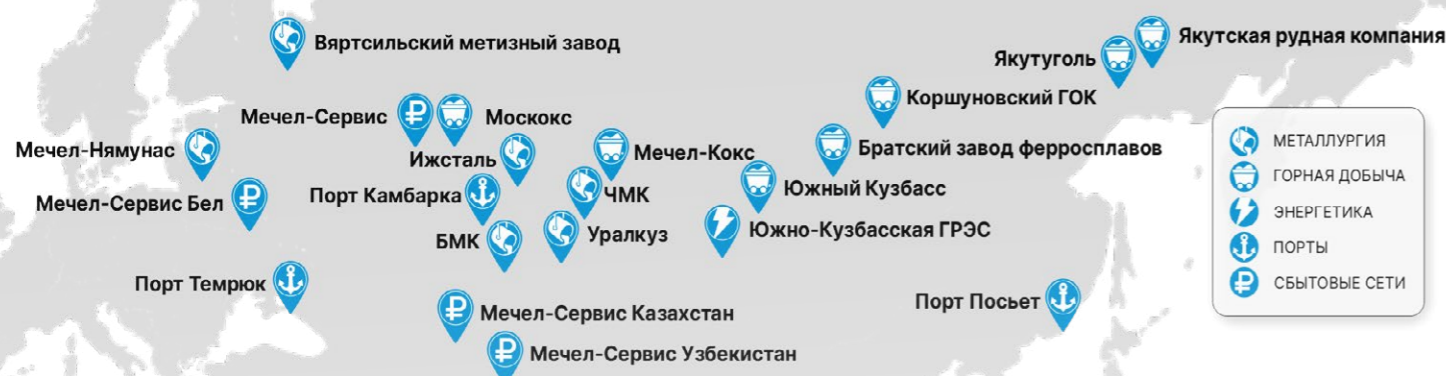 Вяртсильский метизный завод
Якутская рудная компания
Якутуголь
Коршуновский ГОК
Мечел-Сервис
Москокс
Мечел-Нямунас
Ижсталь
Мечел-Кокс
Братский завод ферросплавов
Мечел-Сервис Бел
Порт Камбарка
ЧМК
Южный Кузбасс
БМК
Уралкуз
Южно-Кузбасская ГРЭС
Порт Темрюк
Порт Посьет
Мечел-Сервис Казахстан
Мечел-Сервис Узбекистан
МЕТАЛЛУРГИЯ
ГОРНАЯ ДОБЫЧА
ЭНЕРГЕТИКА
ПОРТЫ
СБЫТОВЫЕ СЕТИ